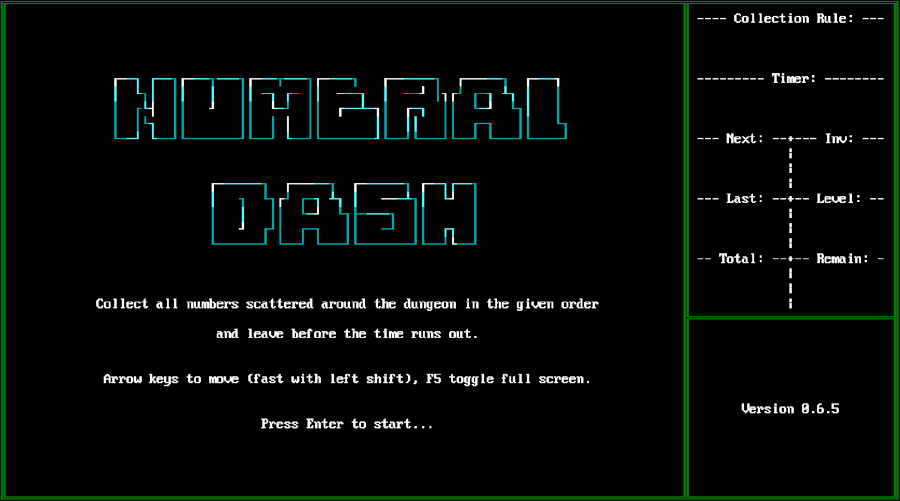 NUMERAL
DASH
Collect all numbers scattered around the dungeon in the given order
and leave before the time runs out.
Arrow keys to move (fast with left shift), F5 toggle full screen.
Press Enter to start...
---- Collection Rule: ---
--------- Timer: --------
--- Next: --+-- Inv: ---
--- Last: --+-- Level: ---
-- Total: --+-- Remain: -
Version 0.6.5